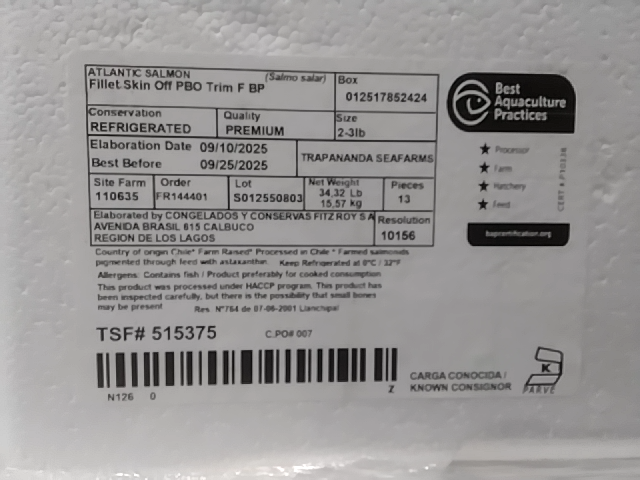 ATLANTIC SALMON (Salmo salar)
Fillet Skin Off PBO Trim F BP
Box
012517852424
Conservation
REFRIGERATED
Quality
PREMIUM
Size
2-3lb
Elaboration Date 09/10/2025
Best Before 09/25/2025
TRAPANANDA SEAFARMS
Site Farm
110635
Order
FR144401
Lot
S012550803
Net Weight
34,32 Lb
15,57 kg
Pieces
13
Elaborated by CONGELADOS Y CONSERVAS FITZ ROY S A
AVENIDA BRASIL 615 CALBUCO
REGION DE LOS LAGOS
Resolution
10156
Country of origin Chile* Farm Raised* Processed in Chile * Farmed salmonids
pigmented through feed with astaxanthin. Keep Refrigerated at 0°C / 32°F
Allergens: Contains fish / Product preferably for cooked consumption
This product was processed under HACCP program. This product has
been inspected carefully, but there is the possibility that small bones
may be present Res. N°764 de 07-06-2001 Llanchipal
TSF# 515375
C.PO# 007
N126 0
Z
CARGA CONOCIDA /
KNOWN CONSIGNOR
K
PARVE
Best
Aquaculture
Practices
Processor
Farm
Hatchery
Feed
bapcertification.org